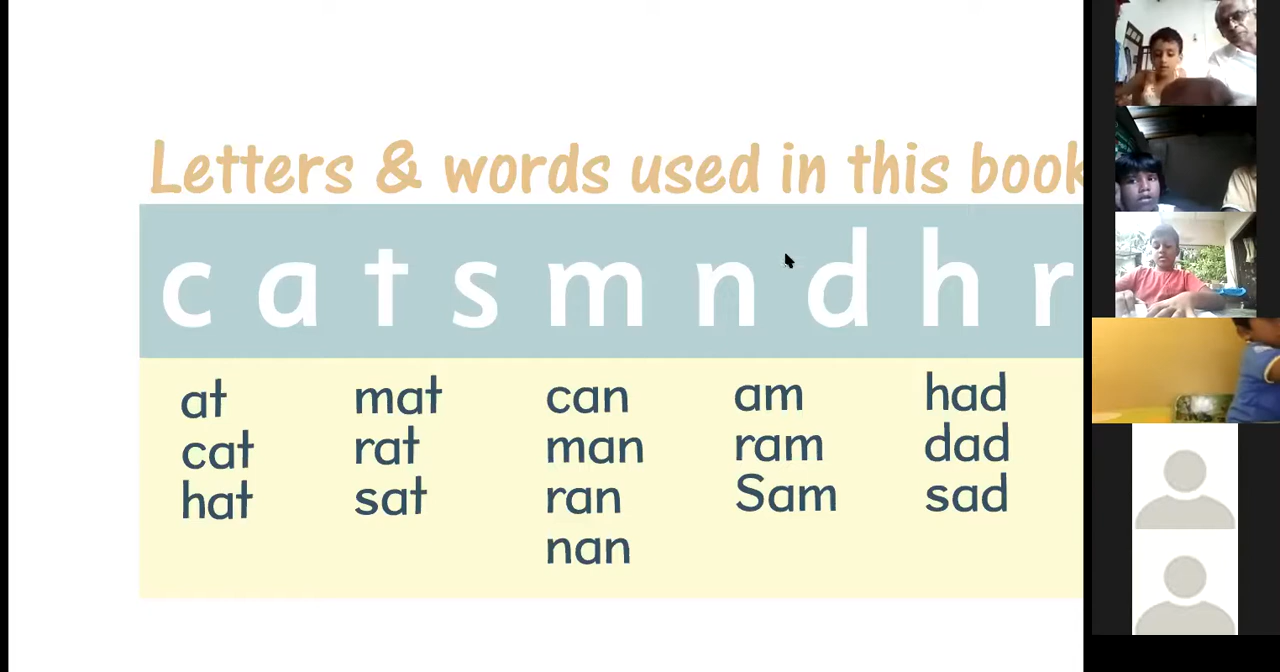 Letters & words used in this book
c a t s m n d h r
at mat can am had
cat rat man ram dad
hat sat ran Sam sad
nan